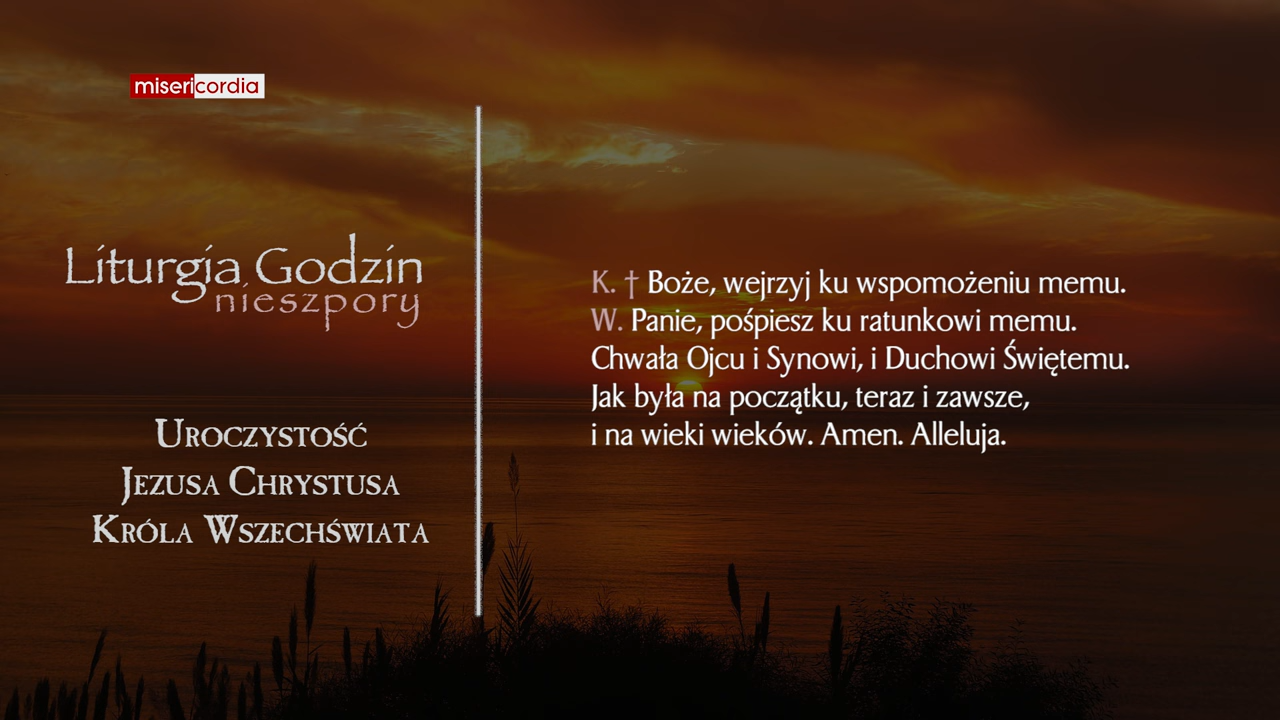 misericordia
Liturgia Godzin
nieszpory
Uroczystość
Jezusa Chrystusa
Króla Wszechświata
K. † Boże, wejrzyj ku wspomożeniu memu.
W. Panie, pośpiesz ku ratunkowi memu.
Chwała Ojcu i Synowi, i Duchowi Świętemu.
Jak była na początku, teraz i zawsze,
i na wieki wieków. Amen. Alleluja.